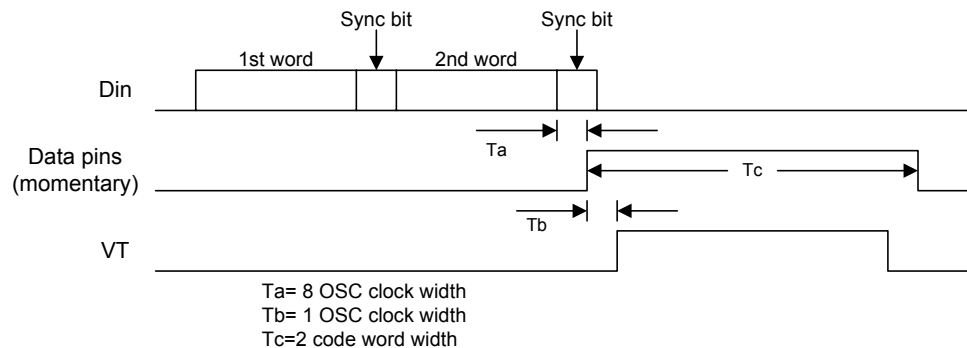 Sync bit Sync bit
1st word 2nd word
Din
Ta
Data pins
(momentary)
Tc
Tb
VT
Ta= 8 OSC clock width
Tb= 1 OSC clock width
Tc=2 code word width